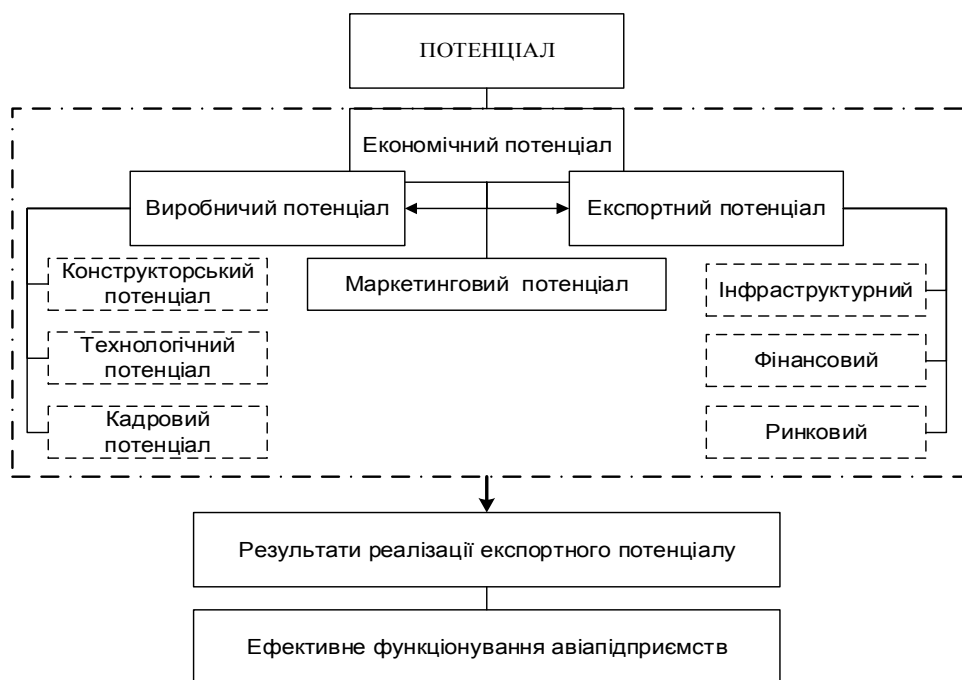 ПОТЕНЦІАЛ
Економічний потенціал
Виробничий потенціал
Експортний потенціал
Конструкторський
потенціал
Маркетинговий потенціал
Інфраструктурний
Технологічний
потенціал
Фінансовий
Кадровий
потенціал
Ринковий
Результати реалізації експортного потенціалу
Ефективне функціонування авіапідприємств